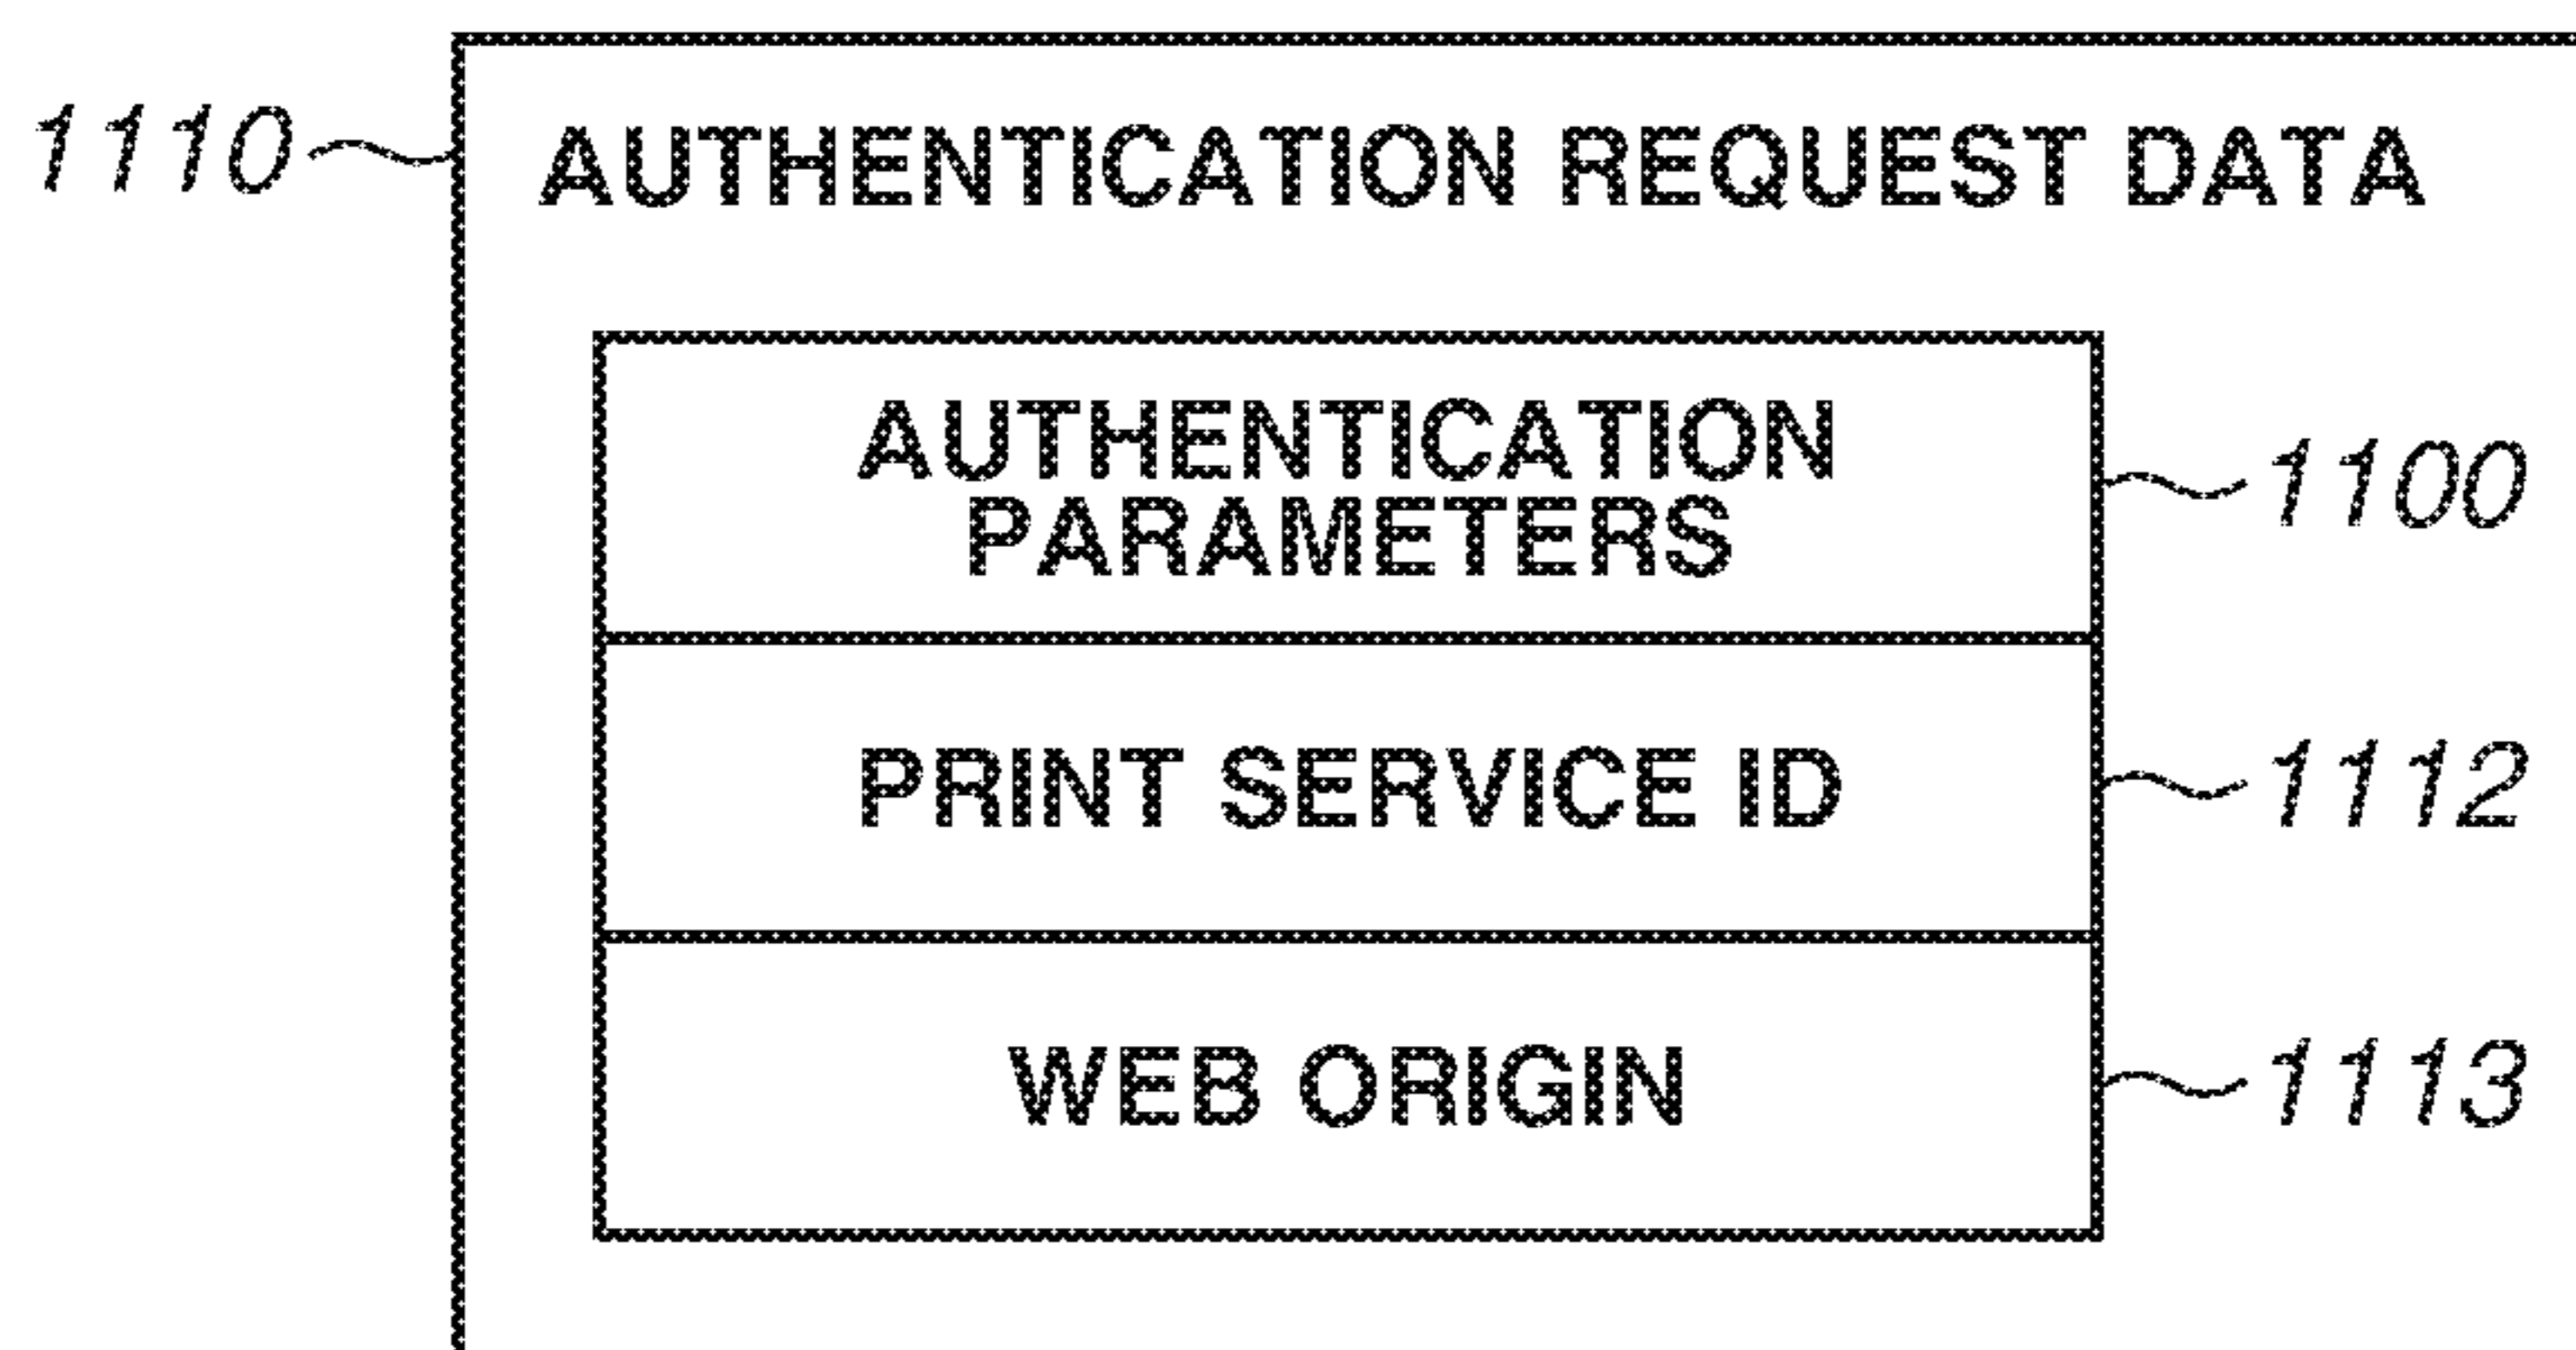 1110 AUTHENTICATION REQUEST DATA
AUTHENTICATION
PARAMETERS
1100
PRINT SERVICE ID 1112
WEB ORIGIN 1113